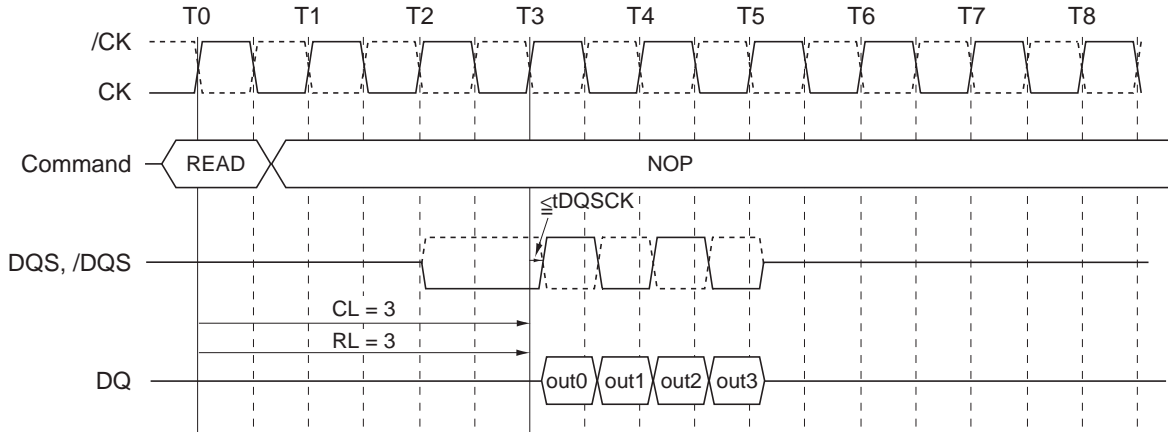 T0 T1 T2 T3 T4 T5 T6 T7 T8
/CK
CK
Command READ NOP
≤tDQSCK
DQS, /DQS
CL = 3
RL = 3
DQ out0 out1 out2 out3